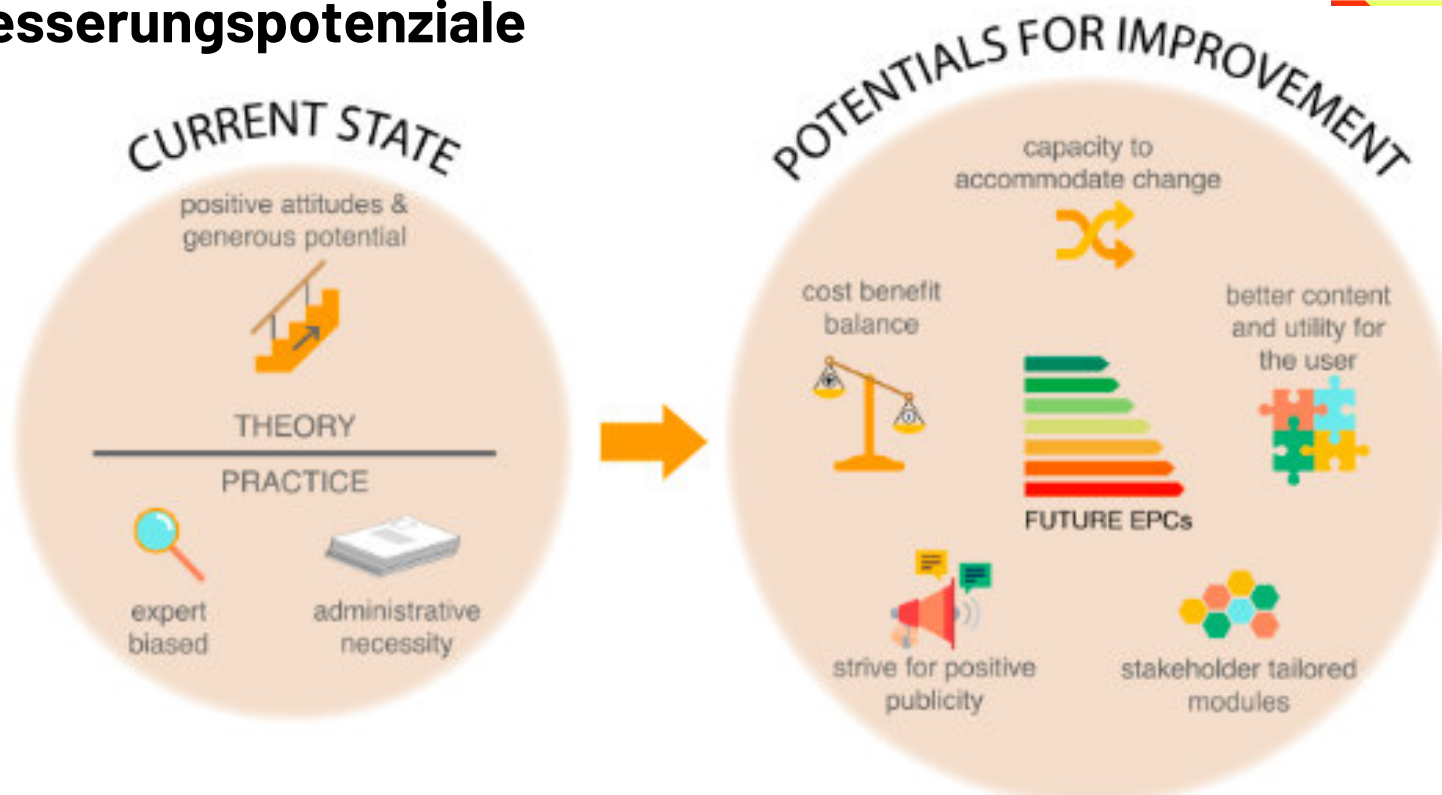 esserungspotenziale
CURRENT STATE
positive attitudes &
generous potential
THEORY
PRACTICE
expert
biased
administrative
necessity
POTENTIALS FOR IMPROVEMENT
capacity to
accommodate change
cost benefit
balance
better content
and utility for
the user
FUTURE EPCs
strive for positive
publicity
stakeholder tailored
modules